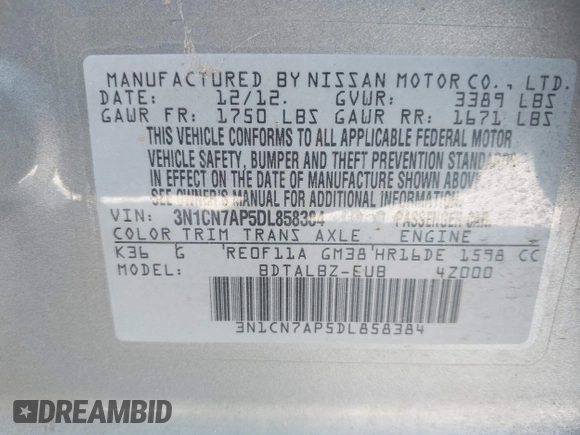 MANUFACTURED BY NISSAN MOTOR CO., LTD.
DATE: 12/12. GVWR: 3389 LBS
GAWR FR: 1750 LBS GAWR RR: 1671 LBS
THIS VEHICLE CONFORMS TO ALL APPLICABLE FEDERAL MOTOR
VEHICLE SAFETY, BUMPER AND THEFT PREVENTION STANDARDS
IN EFFECT ON THE DATE OF MANUFACTURE SHOWN ABOVE.
SEE OWNER'S MANUAL FOR ADDITIONAL INFORMATION.
VIN: 3N1CN7AP5DL858384 PASSENGER CAR
COLOR TRIM TRANS AXLE ENGINE
K36 G RE0F11A GM38 HR16DE 1598 CC
MODEL: BDTALBZ-EUB 4Z000
3N1CN7AP5DL858384
DREAMBID